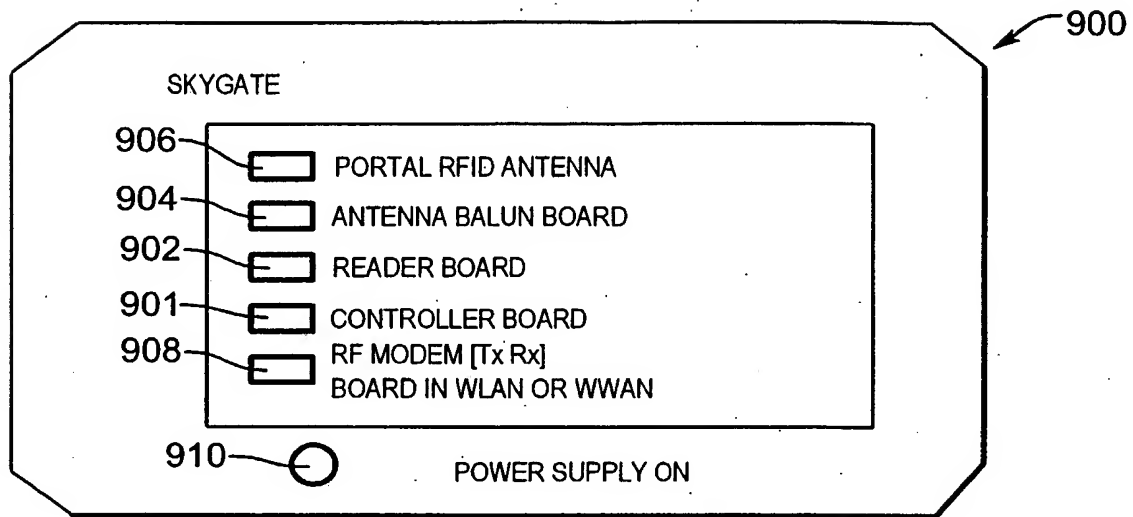 900
SKYGATE
906 PORTAL RFID ANTENNA
904 ANTENNA BALUN BOARD
902 READER BOARD
901 CONTROLLER BOARD
908 RF MODEM [Tx Rx]
BOARD IN WLAN OR WWAN
910 POWER SUPPLY ON